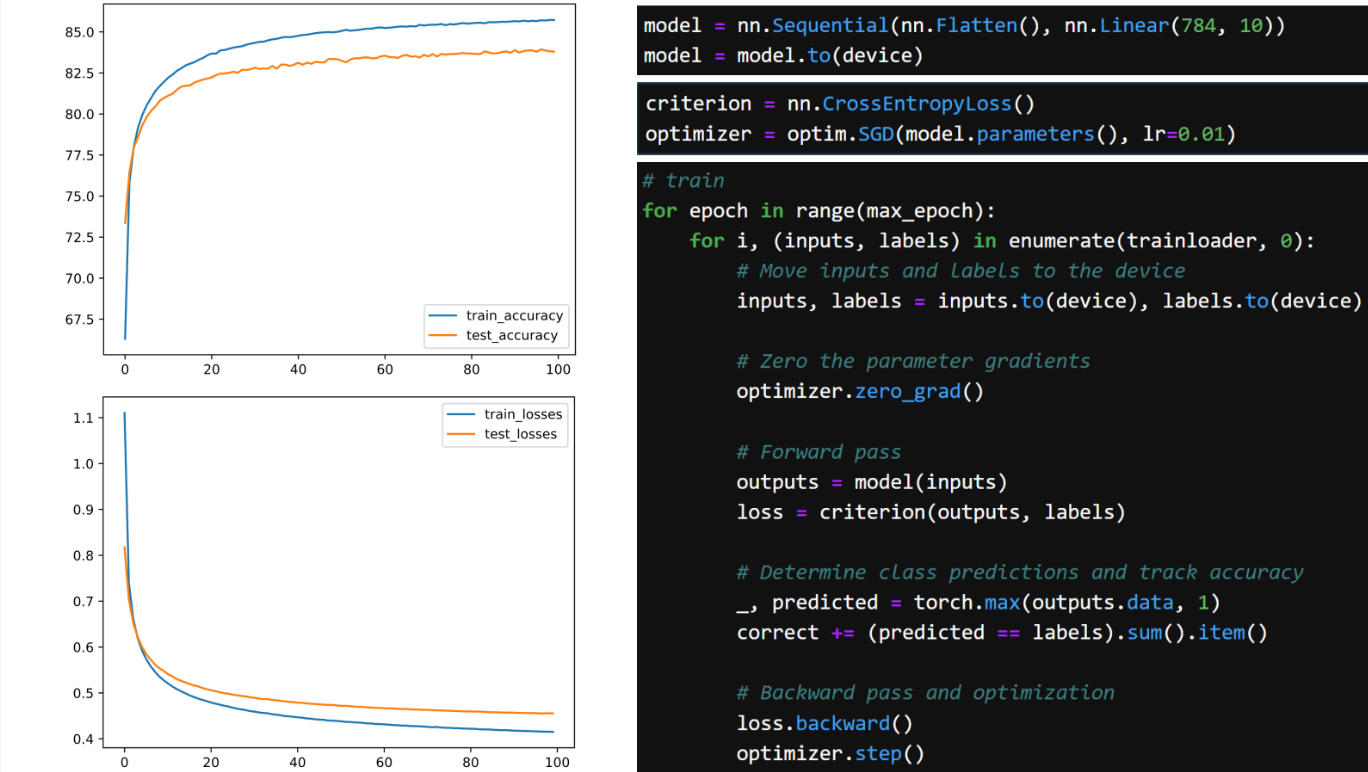 85.0
82.5
80.0
77.5
75.0
72.5
70.0
67.5
train_accuracy
test_accuracy
0 20 40 60 80 100
1.1
1.0
0.9
0.8
0.7
0.6
0.5
0.4
train_losses
test_losses
0 20 40 60 80 100
model = nn.Sequential(nn.Flatten(), nn.Linear(784, 10))
model = model.to(device)
criterion = nn.CrossEntropyLoss()
optimizer = optim.SGD(model.parameters(), lr=0.01)
# train
for epoch in range(max_epoch):
    for i, (inputs, labels) in enumerate(trainloader, 0):
        # Move inputs and labels to the device
        inputs, labels = inputs.to(device), labels.to(device)
        # Zero the parameter gradients
        optimizer.zero_grad()
        # Forward pass
        outputs = model(inputs)
        loss = criterion(outputs, labels)
        # Determine class predictions and track accuracy
        _, predicted = torch.max(outputs.data, 1)
        correct += (predicted == labels).sum().item()
        # Backward pass and optimization
        loss.backward()
        optimizer.step()